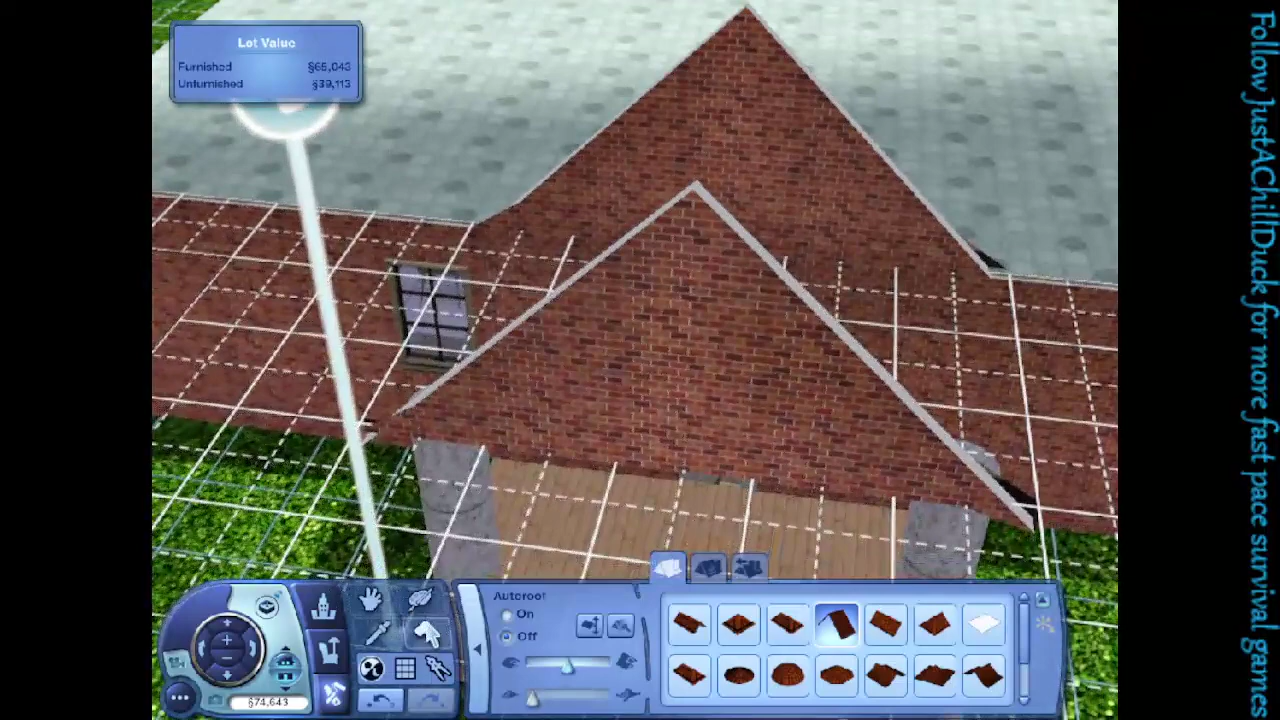 Lot Value
Furnished §65,043
Unfurnished §39,113
Follow JustAChillDuck for more fast pace survival games
Autoroof
On
Off
§74,643